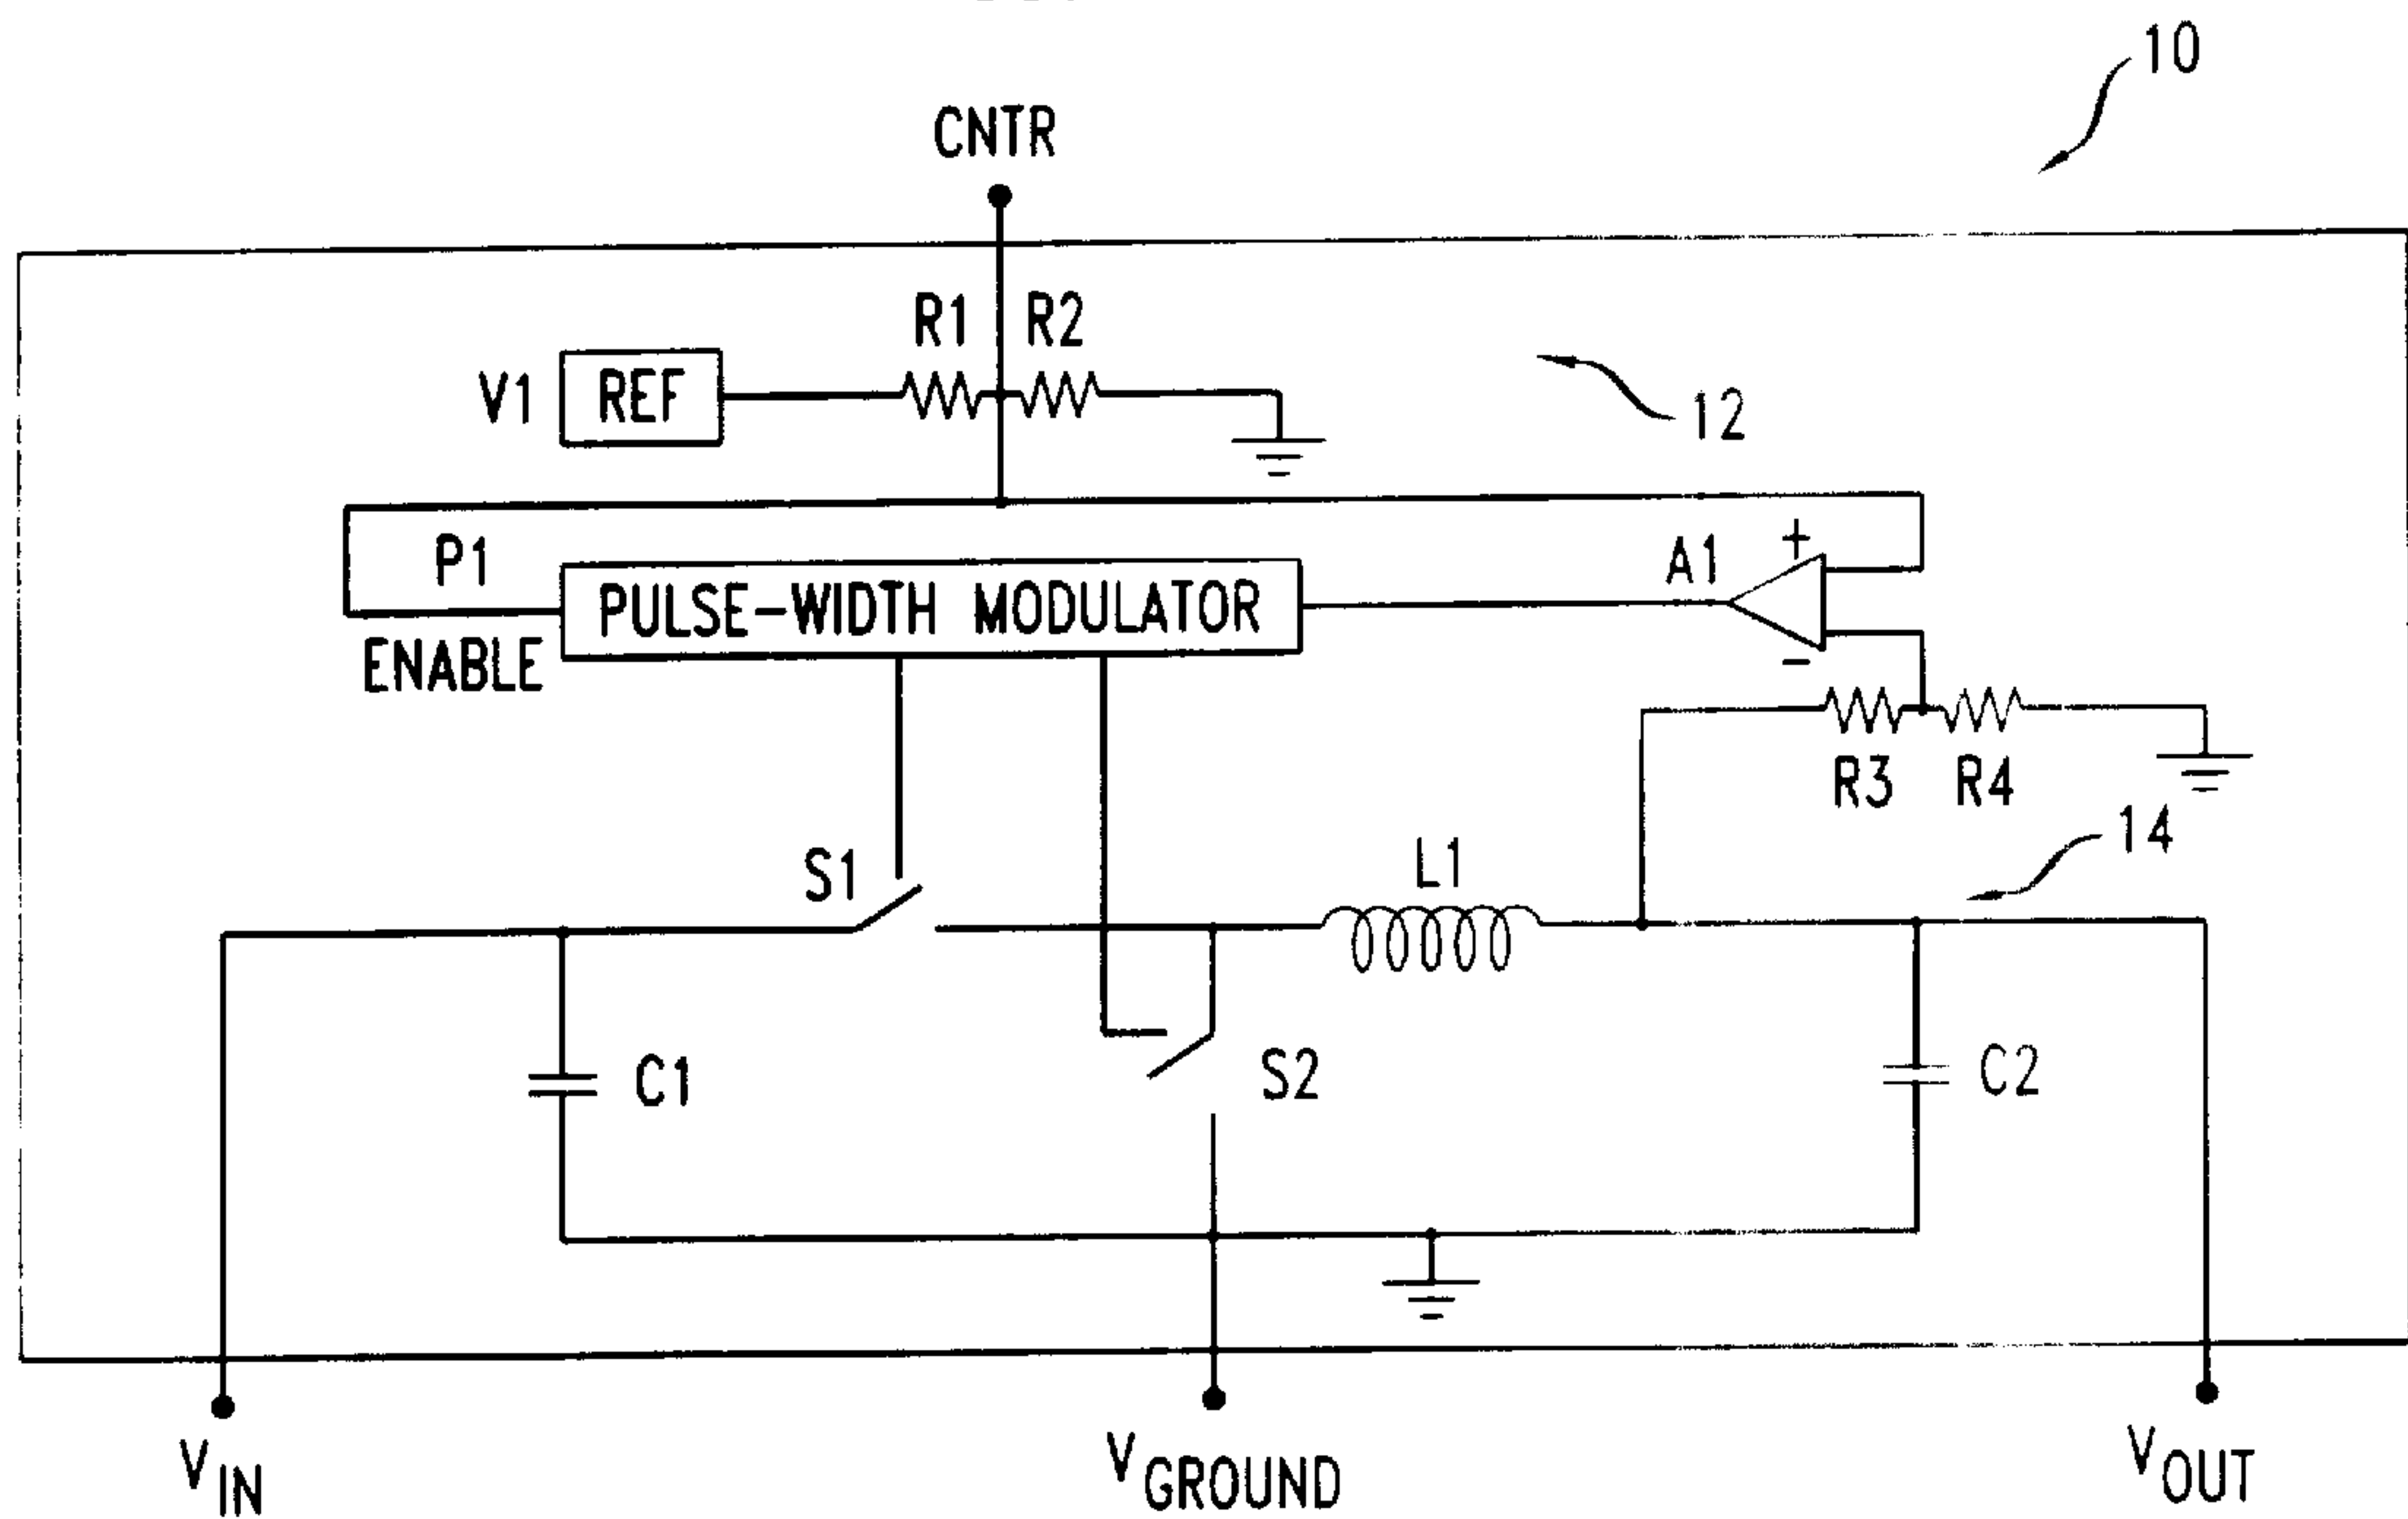 10
CNTR
R1 R2
V1 REF
12
P1
A1 +
PULSE-WIDTH MODULATOR
ENABLE
−
R3 R4
14
S1
L1
C1
S2
C2
VIN
VGROUND
VOUT